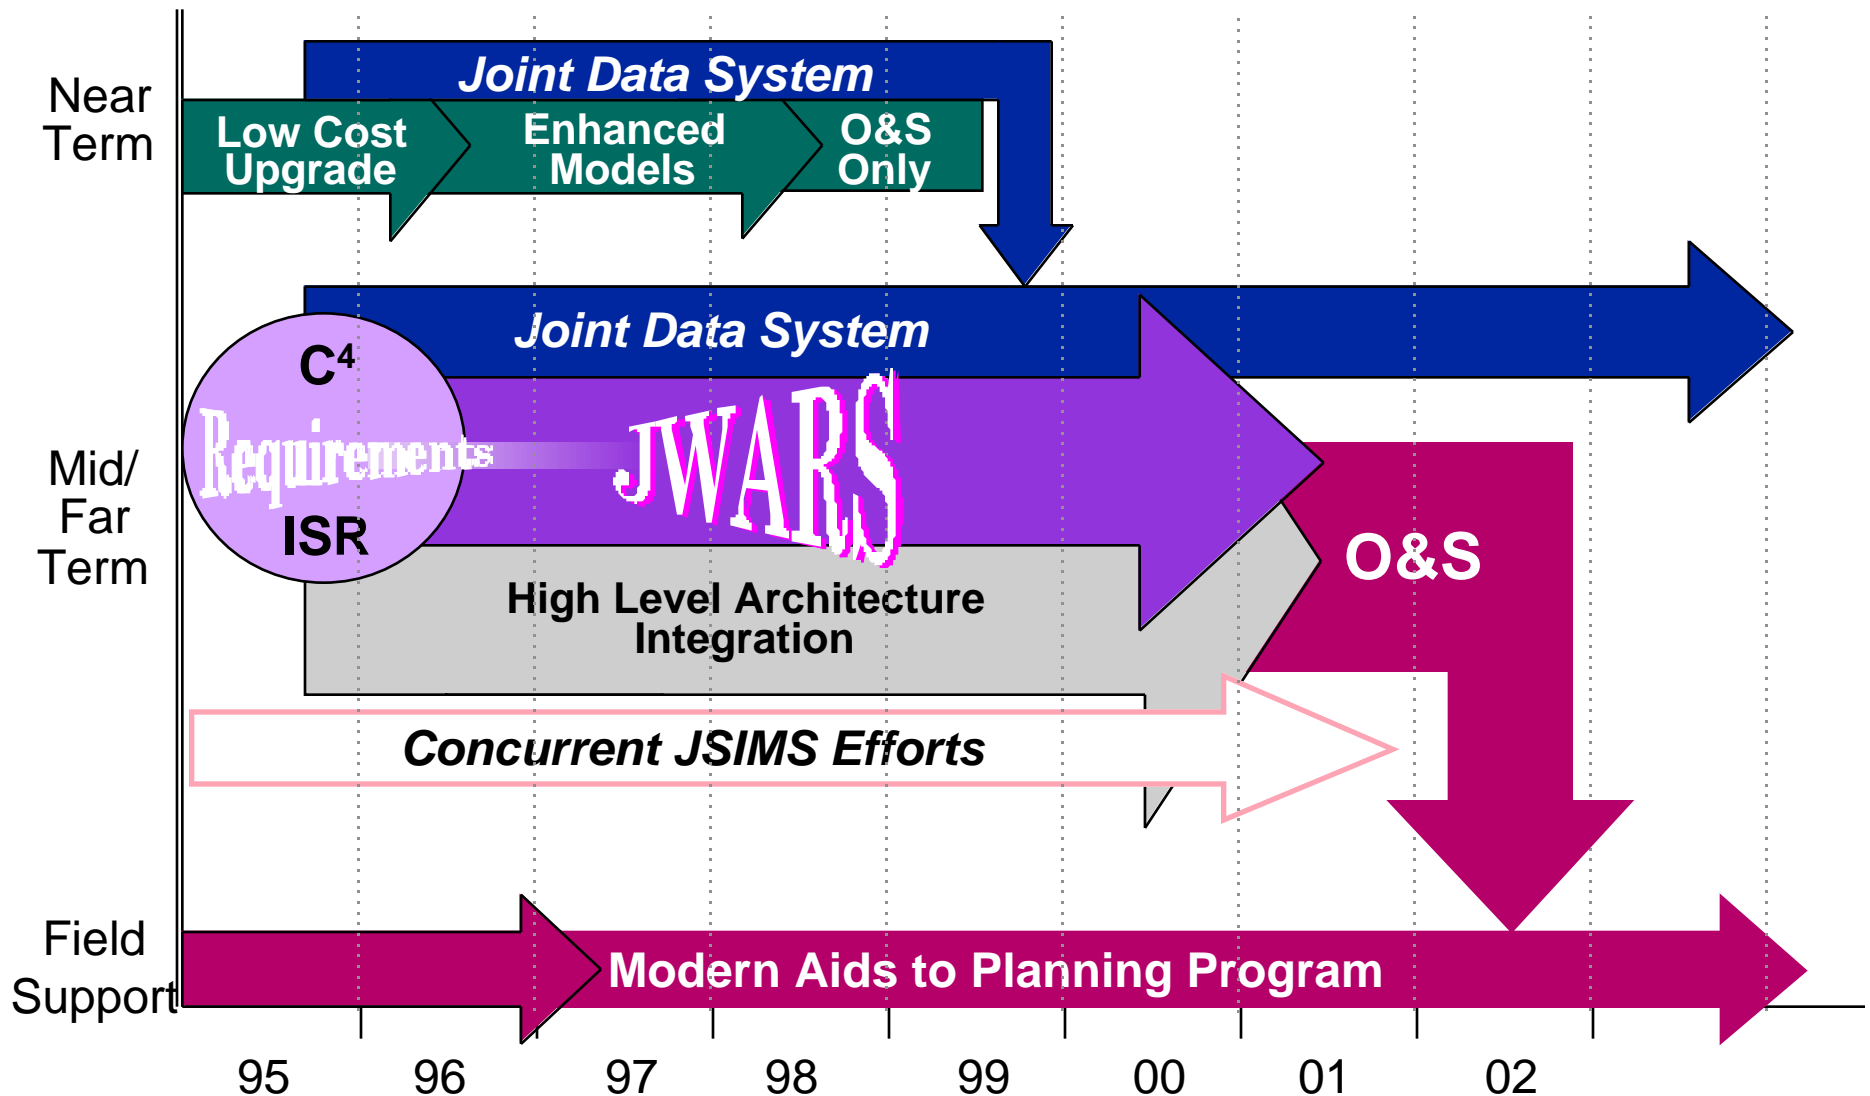 Near
Term
Joint Data System
Low Cost
Upgrade
Enhanced
Models
O&S
Only
Mid/
Far
Term
Joint Data System
C⁴
Requirements
ISR
JWARS
High Level Architecture
Integration
O&S
Concurrent JSIMS Efforts
Field
Support
Modern Aids to Planning Program
95 96 97 98 99 00 01 02